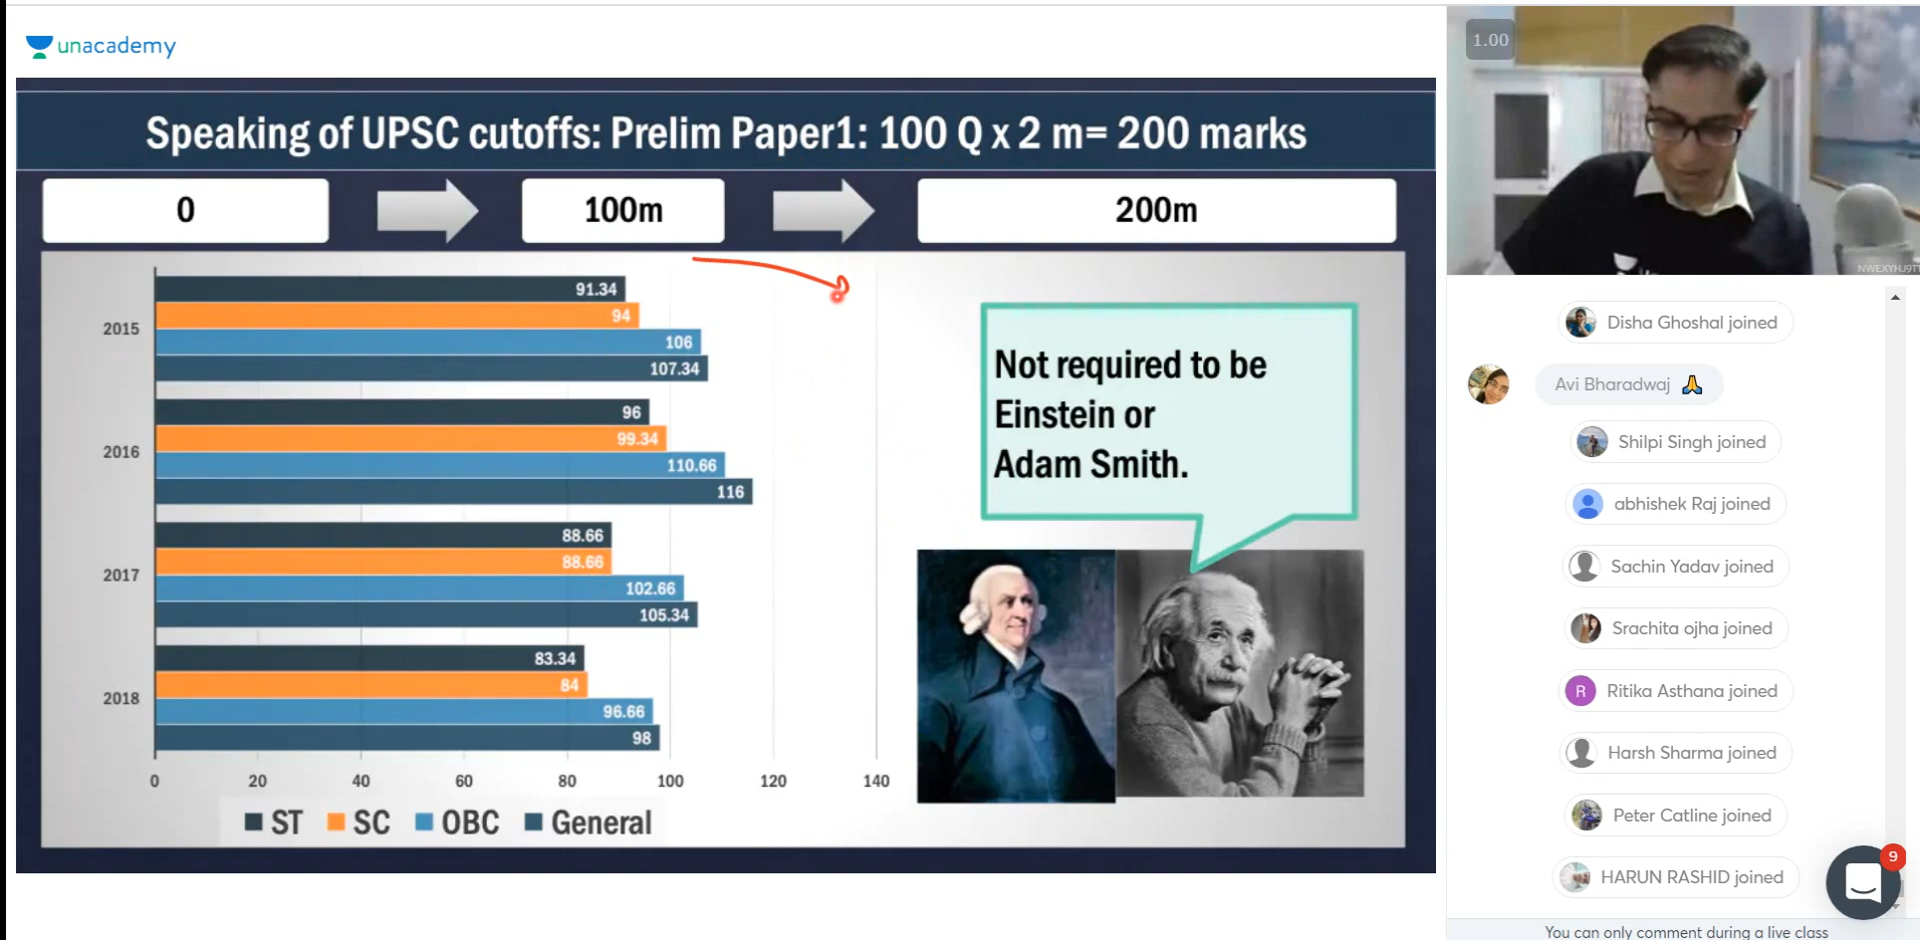 unacademy
Speaking of UPSC cutoffs: Prelim Paper1: 100 Q x 2 m= 200 marks
0
100m
200m
2015
91.34
94
106
107.34
2016
96
99.34
110.66
116
2017
88.66
88.66
102.66
105.34
2018
83.34
84
96.66
98
0 20 40 60 80 100 120 140
ST SC OBC General
Not required to be
Einstein or
Adam Smith.
1.00
Disha Ghoshal joined
Avi Bharadwaj 🙏
Shilpi Singh joined
abhishek Raj joined
Sachin Yadav joined
Srachita ojha joined
R Ritika Asthana joined
Harsh Sharma joined
Peter Catline joined
HARUN RASHID joined
9
You can only comment during a live class